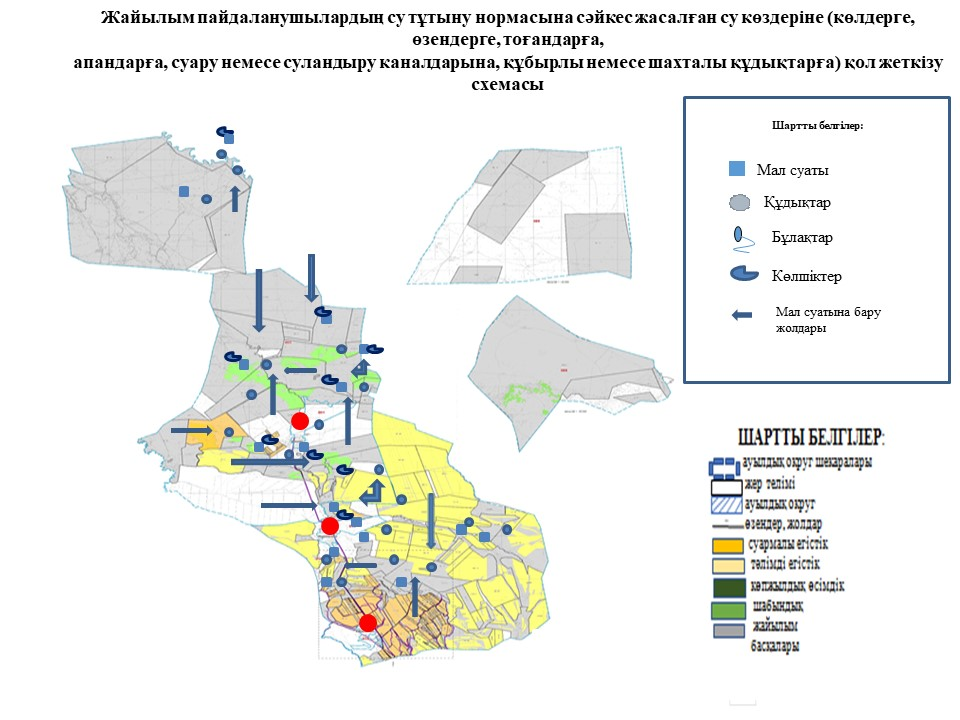 Жайылым пайдаланушылардың су тұтыну нормасына сәйкес жасалған су көздеріне (көлдерге,
өзендерге, тоғандарға,
апандарға, суару немесе суландыру каналдарына, құбырлы немесе шахталы құдықтарға) қол жеткізу
схемасы
Шартты белгілер:
Мал суаты
Құдықтар
Бұлақтар
Көлшіктер
Мал суатына бару
жолдары
ШАРТТЫ БЕЛГІЛЕР:
ауылдық округ шекаралары
жер телімі
ауылдық округ
өзендер, жолдар
суармалы егістік
тәлімді егістік
көпжылдық өсімдік
шабындық
жайылым
басқалары